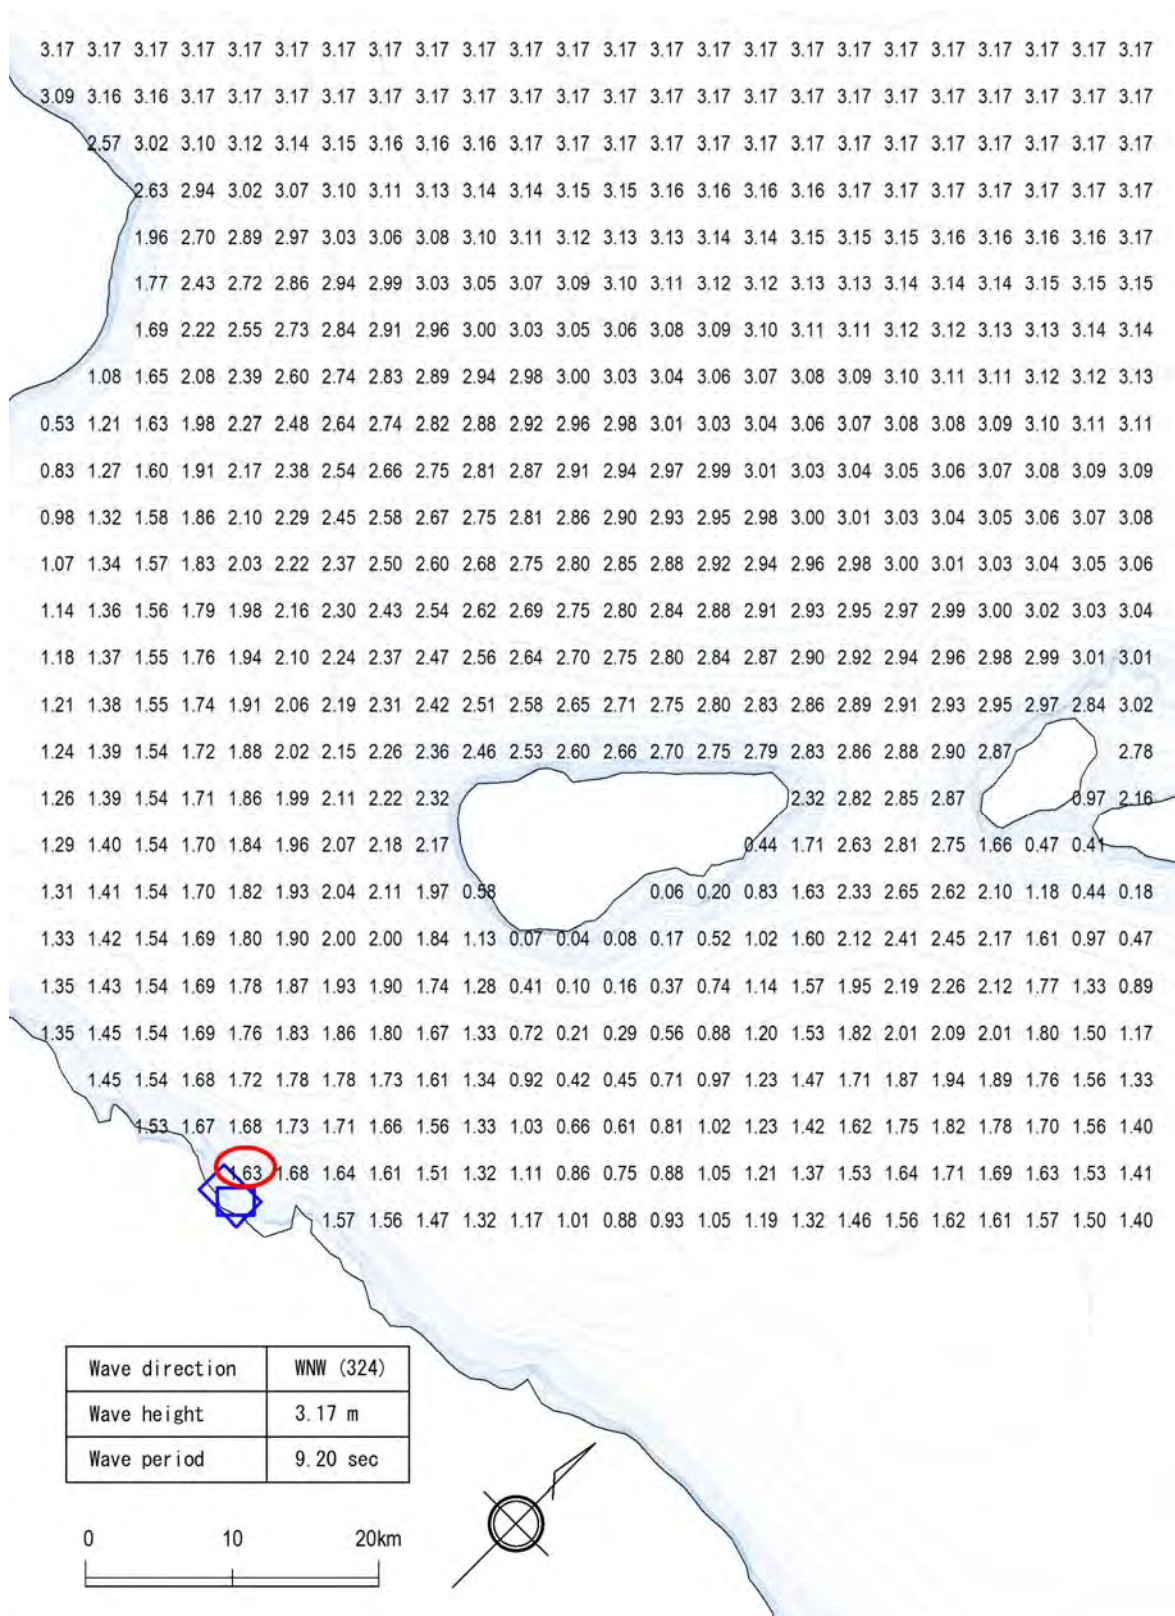 3.17 3.17 3.17 3.17 3.17 3.17 3.17 3.17 3.17 3.17 3.17 3.17 3.17 3.17 3.17 3.17 3.17 3.17 3.17 3.17 3.17 3.17 3.17 3.17
3.09 3.16 3.16 3.17 3.17 3.17 3.17 3.17 3.17 3.17 3.17 3.17 3.17 3.17 3.17 3.17 3.17 3.17 3.17 3.17 3.17 3.17 3.17 3.17
2.57 3.02 3.10 3.12 3.14 3.15 3.16 3.16 3.16 3.17 3.17 3.17 3.17 3.17 3.17 3.17 3.17 3.17 3.17 3.17 3.17 3.17 3.17
2.63 2.94 3.02 3.07 3.10 3.11 3.13 3.14 3.14 3.15 3.15 3.16 3.16 3.16 3.16 3.17 3.17 3.17 3.17 3.17 3.17 3.17
1.96 2.70 2.89 2.97 3.03 3.06 3.08 3.10 3.11 3.12 3.13 3.13 3.14 3.14 3.15 3.15 3.15 3.16 3.16 3.16 3.16 3.17
1.77 2.43 2.72 2.86 2.94 2.99 3.03 3.05 3.07 3.09 3.10 3.11 3.12 3.12 3.13 3.13 3.14 3.14 3.14 3.15 3.15 3.15
1.69 2.22 2.55 2.73 2.84 2.91 2.96 3.00 3.03 3.05 3.06 3.08 3.09 3.10 3.11 3.11 3.12 3.12 3.13 3.13 3.14 3.14
1.08 1.65 2.08 2.39 2.60 2.74 2.83 2.89 2.94 2.98 3.00 3.03 3.04 3.06 3.07 3.08 3.09 3.10 3.11 3.11 3.12 3.12 3.13
0.53 1.21 1.63 1.98 2.27 2.48 2.64 2.74 2.82 2.88 2.92 2.96 2.98 3.01 3.03 3.04 3.06 3.07 3.08 3.08 3.09 3.10 3.11 3.11
0.83 1.27 1.60 1.91 2.17 2.38 2.54 2.66 2.75 2.81 2.87 2.91 2.94 2.97 2.99 3.01 3.03 3.04 3.05 3.06 3.07 3.08 3.09 3.09
0.98 1.32 1.58 1.86 2.10 2.29 2.45 2.58 2.67 2.75 2.81 2.86 2.90 2.93 2.95 2.98 3.00 3.01 3.03 3.04 3.05 3.06 3.07 3.08
1.07 1.34 1.57 1.83 2.03 2.22 2.37 2.50 2.60 2.68 2.75 2.80 2.85 2.88 2.92 2.94 2.96 2.98 3.00 3.01 3.03 3.04 3.05 3.06
1.14 1.36 1.56 1.79 1.98 2.16 2.30 2.43 2.54 2.62 2.69 2.75 2.80 2.84 2.88 2.91 2.93 2.95 2.97 2.99 3.00 3.02 3.03 3.04
1.18 1.37 1.55 1.76 1.94 2.10 2.24 2.37 2.47 2.56 2.64 2.70 2.75 2.80 2.84 2.87 2.90 2.92 2.94 2.96 2.98 2.99 3.01 3.01
1.21 1.38 1.55 1.74 1.91 2.06 2.19 2.31 2.42 2.51 2.58 2.65 2.71 2.75 2.80 2.83 2.86 2.89 2.91 2.93 2.95 2.97 2.84 3.02
1.24 1.39 1.54 1.72 1.88 2.02 2.15 2.26 2.36 2.46 2.53 2.60 2.66 2.70 2.75 2.79 2.83 2.86 2.88 2.90 2.87 2.78
1.26 1.39 1.54 1.71 1.86 1.99 2.11 2.22 2.32 2.32 2.82 2.85 2.87 0.97 2.16
1.29 1.40 1.54 1.70 1.84 1.96 2.07 2.18 2.17 0.44 1.71 2.63 2.81 2.75 1.66 0.47 0.41
1.31 1.41 1.54 1.70 1.82 1.93 2.04 2.11 1.97 0.58 0.06 0.20 0.83 1.63 2.33 2.65 2.62 2.10 1.18 0.44 0.18
1.33 1.42 1.54 1.69 1.80 1.90 2.00 2.00 1.84 1.13 0.07 0.04 0.08 0.17 0.52 1.02 1.60 2.12 2.41 2.45 2.17 1.61 0.97 0.47
1.35 1.43 1.54 1.69 1.78 1.87 1.93 1.90 1.74 1.28 0.41 0.10 0.16 0.37 0.74 1.14 1.57 1.95 2.19 2.26 2.12 1.77 1.33 0.89
1.35 1.45 1.54 1.69 1.76 1.83 1.86 1.80 1.67 1.33 0.72 0.21 0.29 0.56 0.88 1.20 1.53 1.82 2.01 2.09 2.01 1.80 1.50 1.17
1.45 1.54 1.68 1.72 1.78 1.78 1.73 1.61 1.34 0.92 0.42 0.45 0.71 0.97 1.23 1.47 1.71 1.87 1.94 1.89 1.76 1.56 1.33
1.53 1.67 1.68 1.73 1.71 1.66 1.56 1.33 1.03 0.66 0.61 0.81 1.02 1.23 1.42 1.62 1.75 1.82 1.78 1.70 1.56 1.40
1.63 1.68 1.64 1.61 1.51 1.32 1.11 0.86 0.75 0.88 1.05 1.21 1.37 1.53 1.64 1.71 1.69 1.63 1.53 1.41
1.57 1.56 1.47 1.32 1.17 1.01 0.88 0.93 1.05 1.19 1.32 1.46 1.56 1.62 1.61 1.57 1.50 1.40
Wave direction WNW (324)
Wave height 3.17 m
Wave period 9.20 sec
0 10 20km